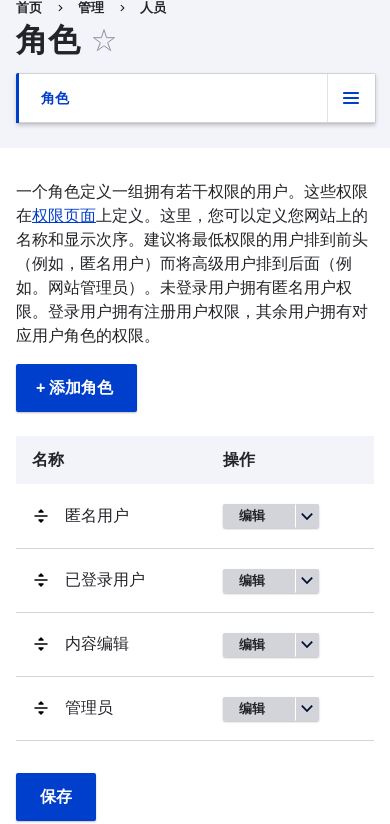 首页 › 管理 › 人员
角色 ☆
角色
一个角色定义一组拥有若干权限的用户。这些权限
在权限页面上定义。这里，您可以定义您网站上的
名称和显示次序。建议将最低权限的用户排到前头
（例如，匿名用户）而将高级用户排到后面（例
如。网站管理员）。未登录用户拥有匿名用户权
限。登录用户拥有注册用户权限，其余用户拥有对
应用户角色的权限。
+ 添加角色
名称 操作
匿名用户 编辑
已登录用户 编辑
内容编辑 编辑
管理员 编辑
保存